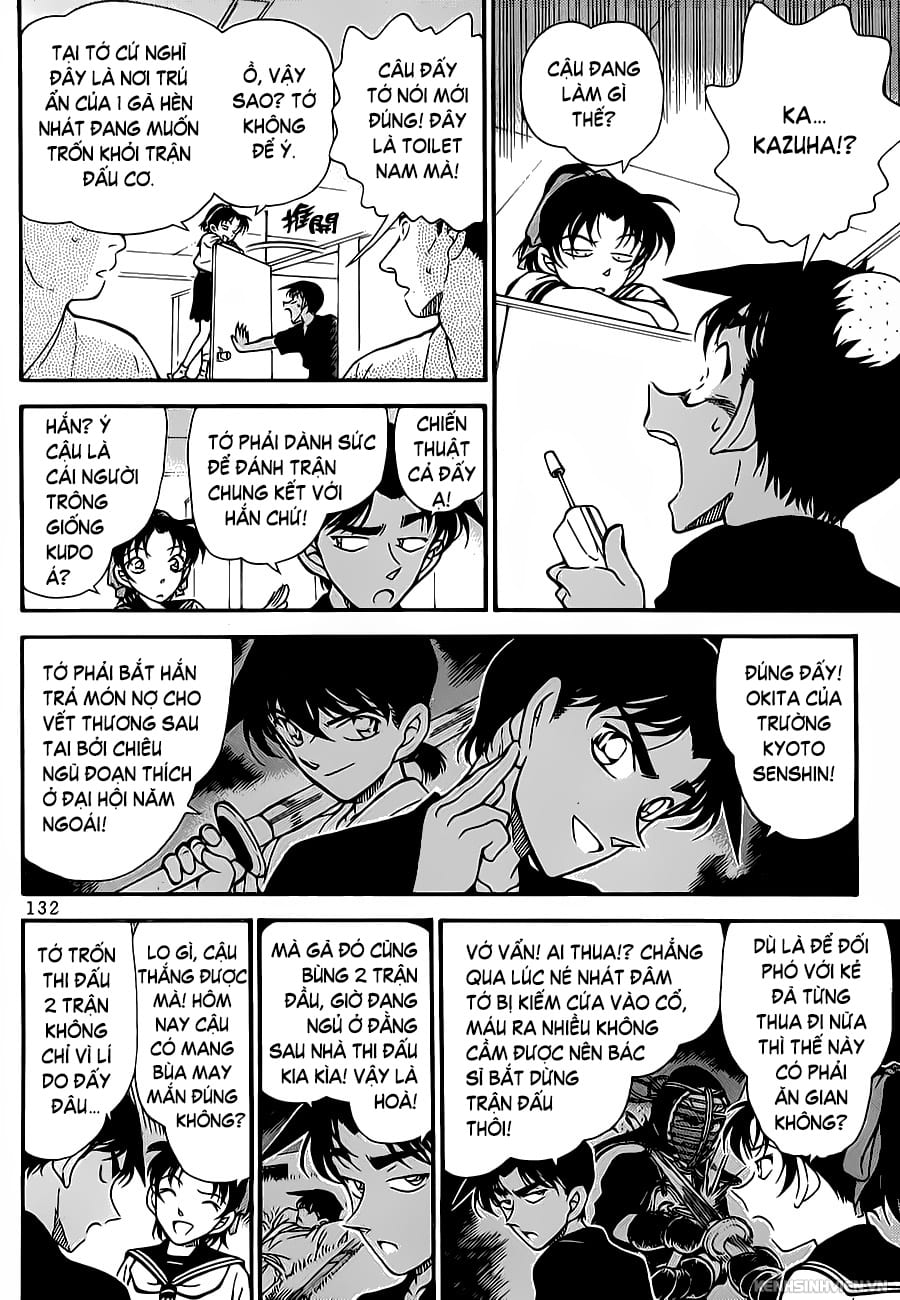 KA...
KAZUHA!?
CẬU ĐANG
LÀM GÌ
THẾ?
CÂU ĐẤY
TỚ NÓI MỚI
ĐÚNG! ĐÂY
LÀ TOILET
NAM MÀ!
Ồ, VẬY
SAO? TỚ
KHÔNG
ĐỂ Ý.
TẠI TỚ CỨ NGHĨ
ĐÂY LÀ NƠI TRÚ
ẨN CỦA 1 GÃ HÈN
NHÁT ĐANG MUỐN
TRỐN KHỎI TRẬN
ĐẤU CƠ.
推開
CHIẾN
THUẬT
CẢ ĐẤY
Ạ!
TỚ PHẢI DÀNH SỨC
ĐỂ ĐÁNH TRẬN
CHUNG KẾT VỚI
HẮN CHỨ!
HẮN? Ý
CẬU LÀ
CÁI NGƯỜI
TRÔNG
GIỐNG
KUDO
Á?
ĐÚNG ĐẤY!
OKITA CỦA
TRƯỜNG
KYOTO
SENSHIN!
TỚ PHẢI BẮT HẮN
TRẢ MÓN NỢ CHO
VẾT THƯƠNG SAU
TAI BỞI CHIÊU
NGŨ ĐOẠN THÍCH
Ở ĐẠI HỘI NĂM
NGOÁI!
132
DÙ LÀ ĐỂ ĐỐI
PHÓ VỚI KẺ
ĐÃ TỪNG
THUA ĐI NỮA
THÌ THẾ NÀY
CÓ PHẢI
ĂN GIAN
KHÔNG?
VỚ VẨN! AI THUA!? CHẲNG
QUA LÚC NÉ NHÁT ĐÂM
TỚ BỊ KIẾM CỨA VÀO CỔ,
MÁU RA NHIỀU KHÔNG
CẦM ĐƯỢC NÊN BÁC
SĨ BẮT DỪNG
TRẬN ĐẤU
THÔI!
MÀ GÃ ĐÓ CŨNG
BÙNG 2 TRẬN
ĐẦU, GIỜ ĐANG
NGỦ Ở ĐẰNG
SAU NHÀ THI ĐẤU
KIA KÌA! VẬY LÀ
HOÀ!
LO GÌ, CẬU
THẮNG ĐƯỢC
MÀ! HÔM
NAY CẬU
CÓ MANG
BÙA MAY
MẮN ĐÚNG
KHÔNG?
TỚ TRỐN
THI ĐẤU
2 TRẬN
KHÔNG
CHỈ VÌ LÍ
DO ĐẤY
ĐÂU...
KENHSINHVIEN.VN